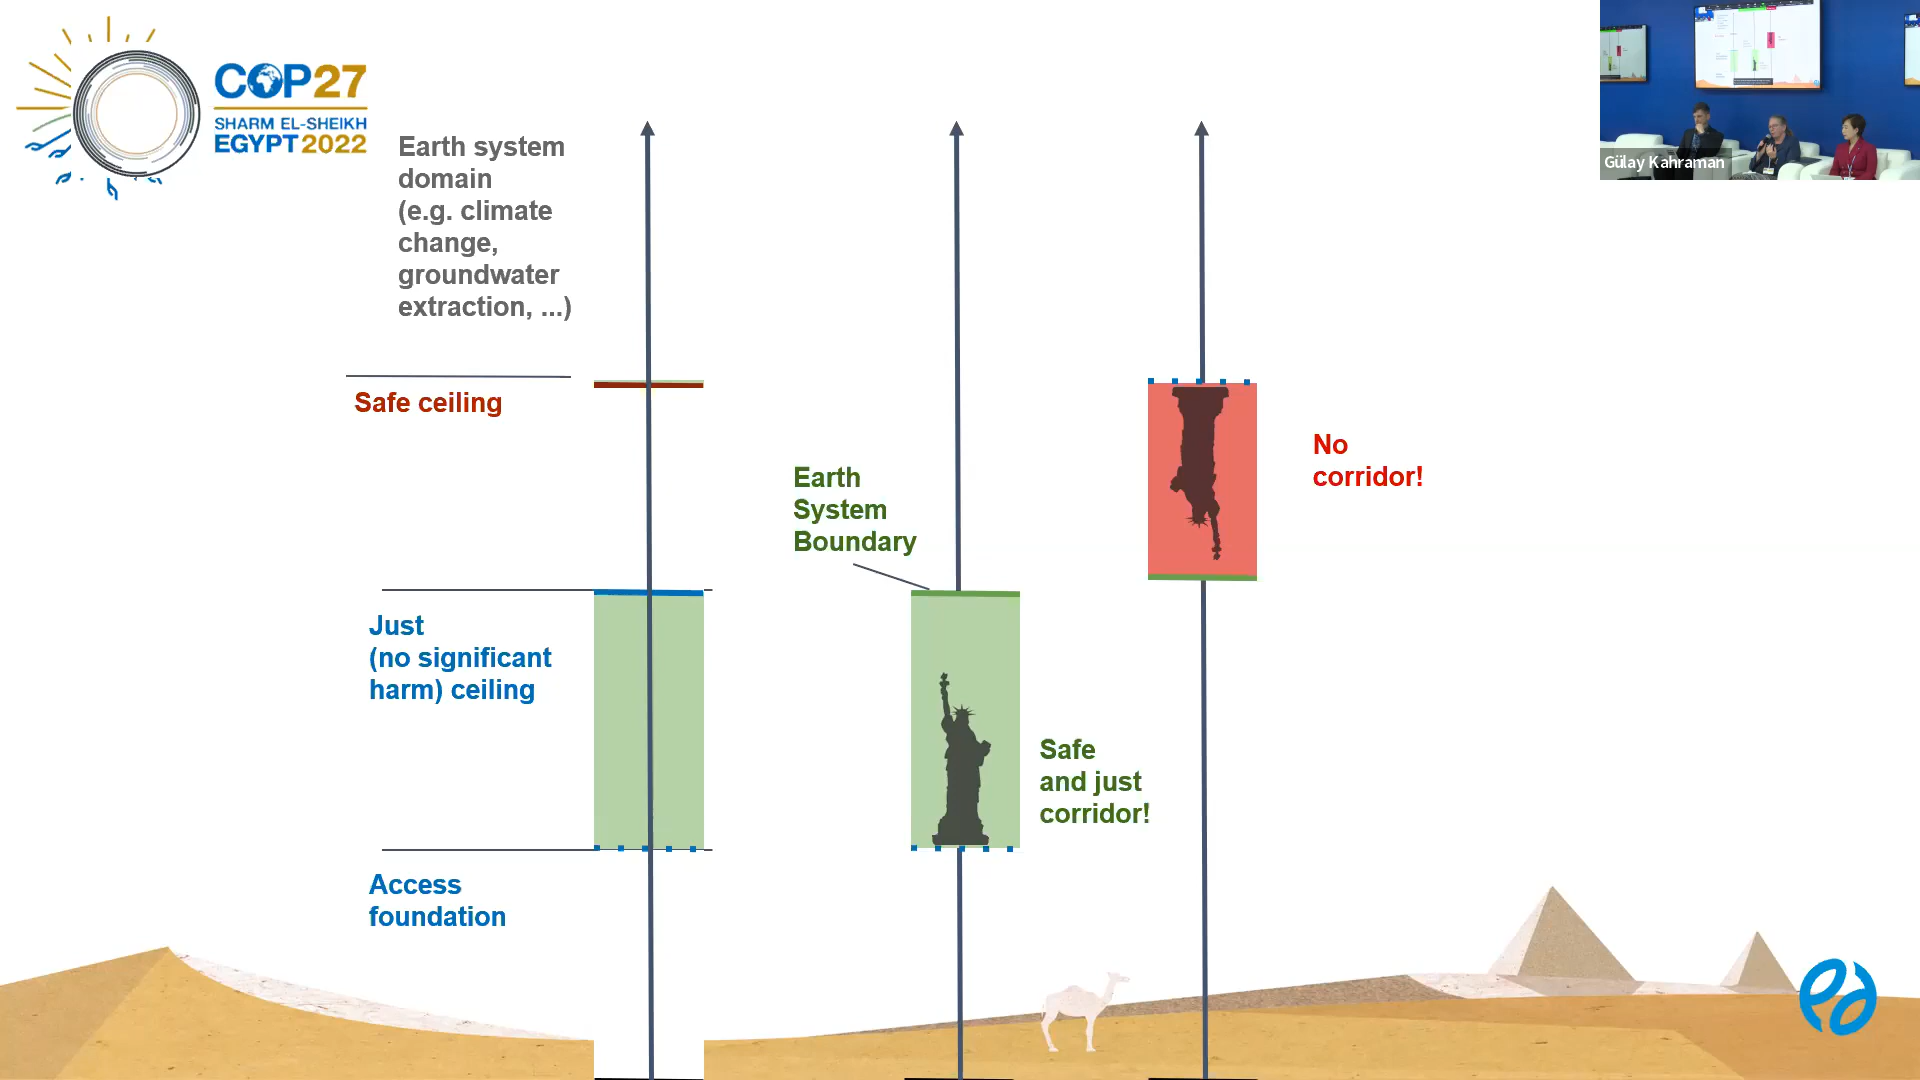 COP27
SHARM EL-SHEIKH
EGYPT 2022
Earth system
domain
(e.g. climate
change,
groundwater
extraction, ...)
Safe ceiling
Just
(no significant
harm) ceiling
Access
foundation
Earth
System
Boundary
Safe
and just
corridor!
No
corridor!
Gülay Kahraman